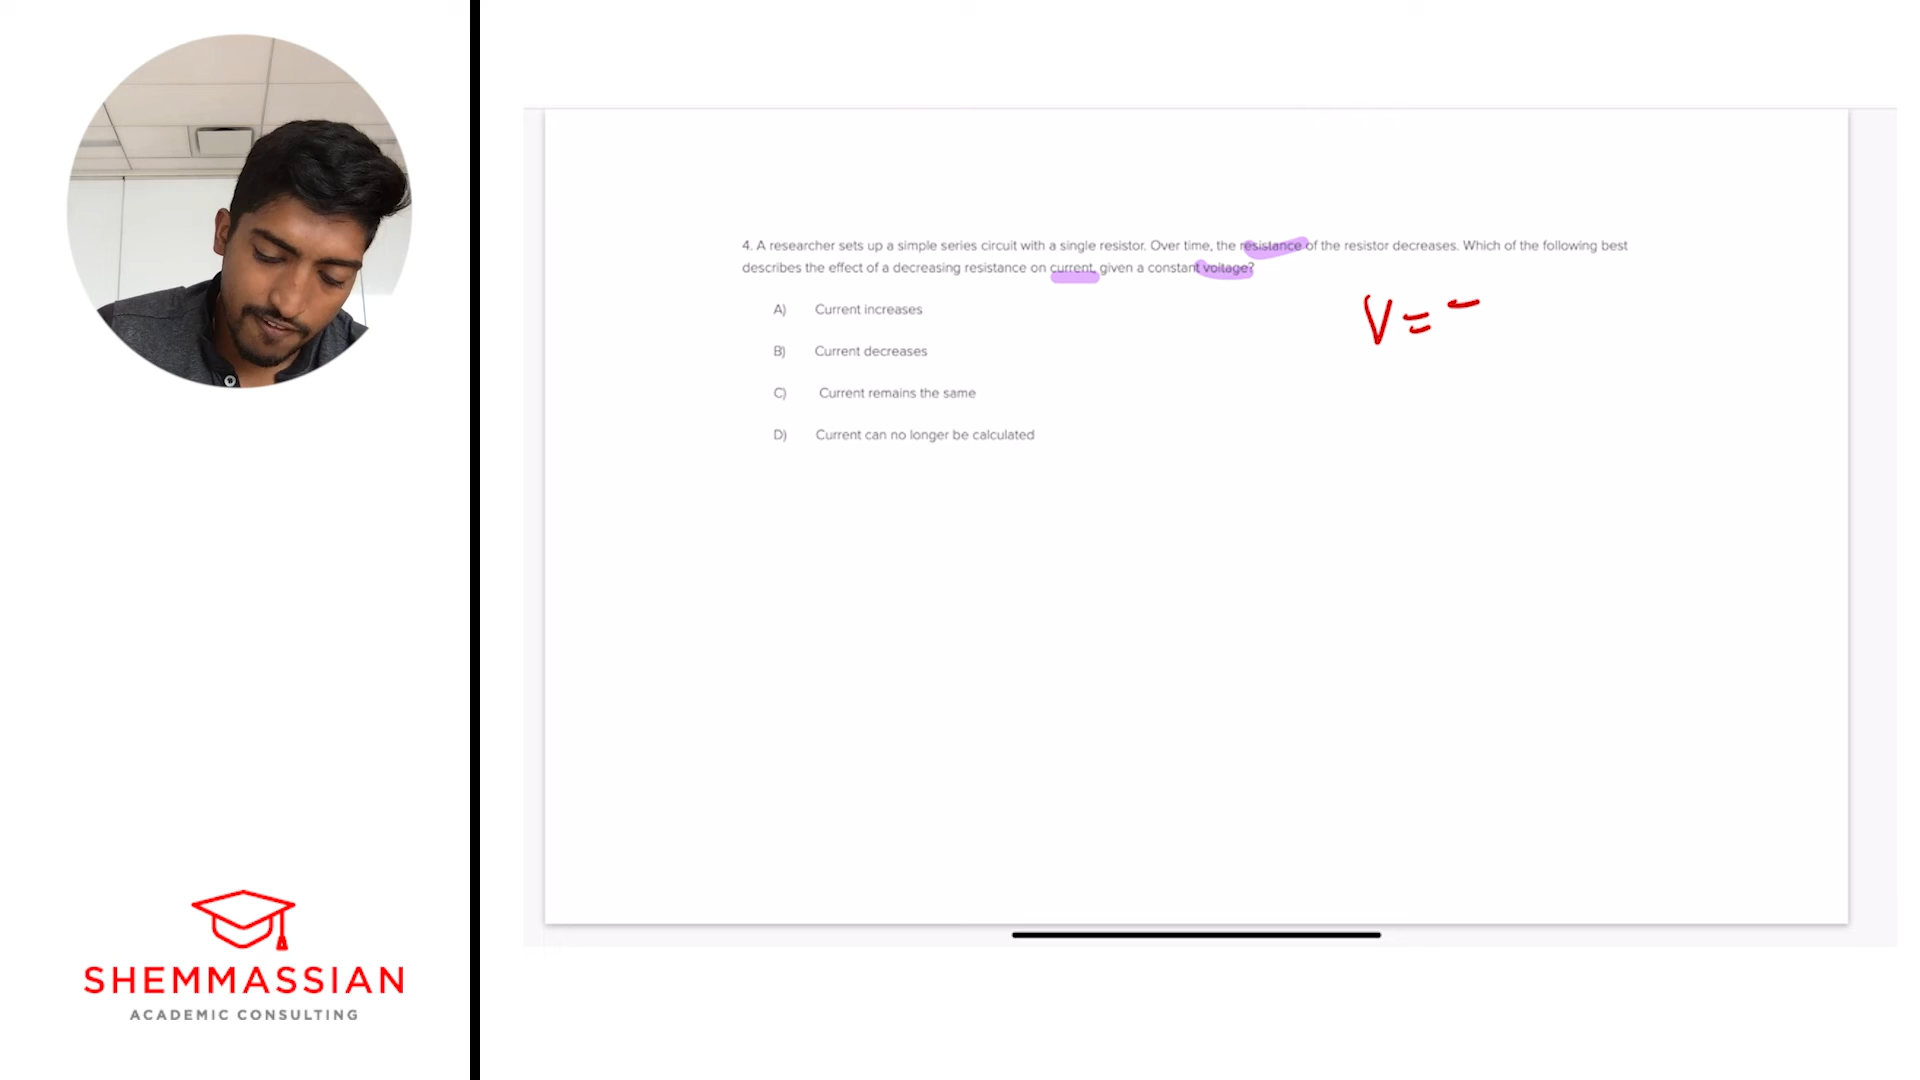 4. A researcher sets up a simple series circuit with a single resistor. Over time, the resistance of the resistor decreases. Which of the following best
describes the effect of a decreasing resistance on current, given a constant voltage?
A) Current increases
B) Current decreases
C) Current remains the same
D) Current can no longer be calculated
V =
SHEMMASSIAN
ACADEMIC CONSULTING